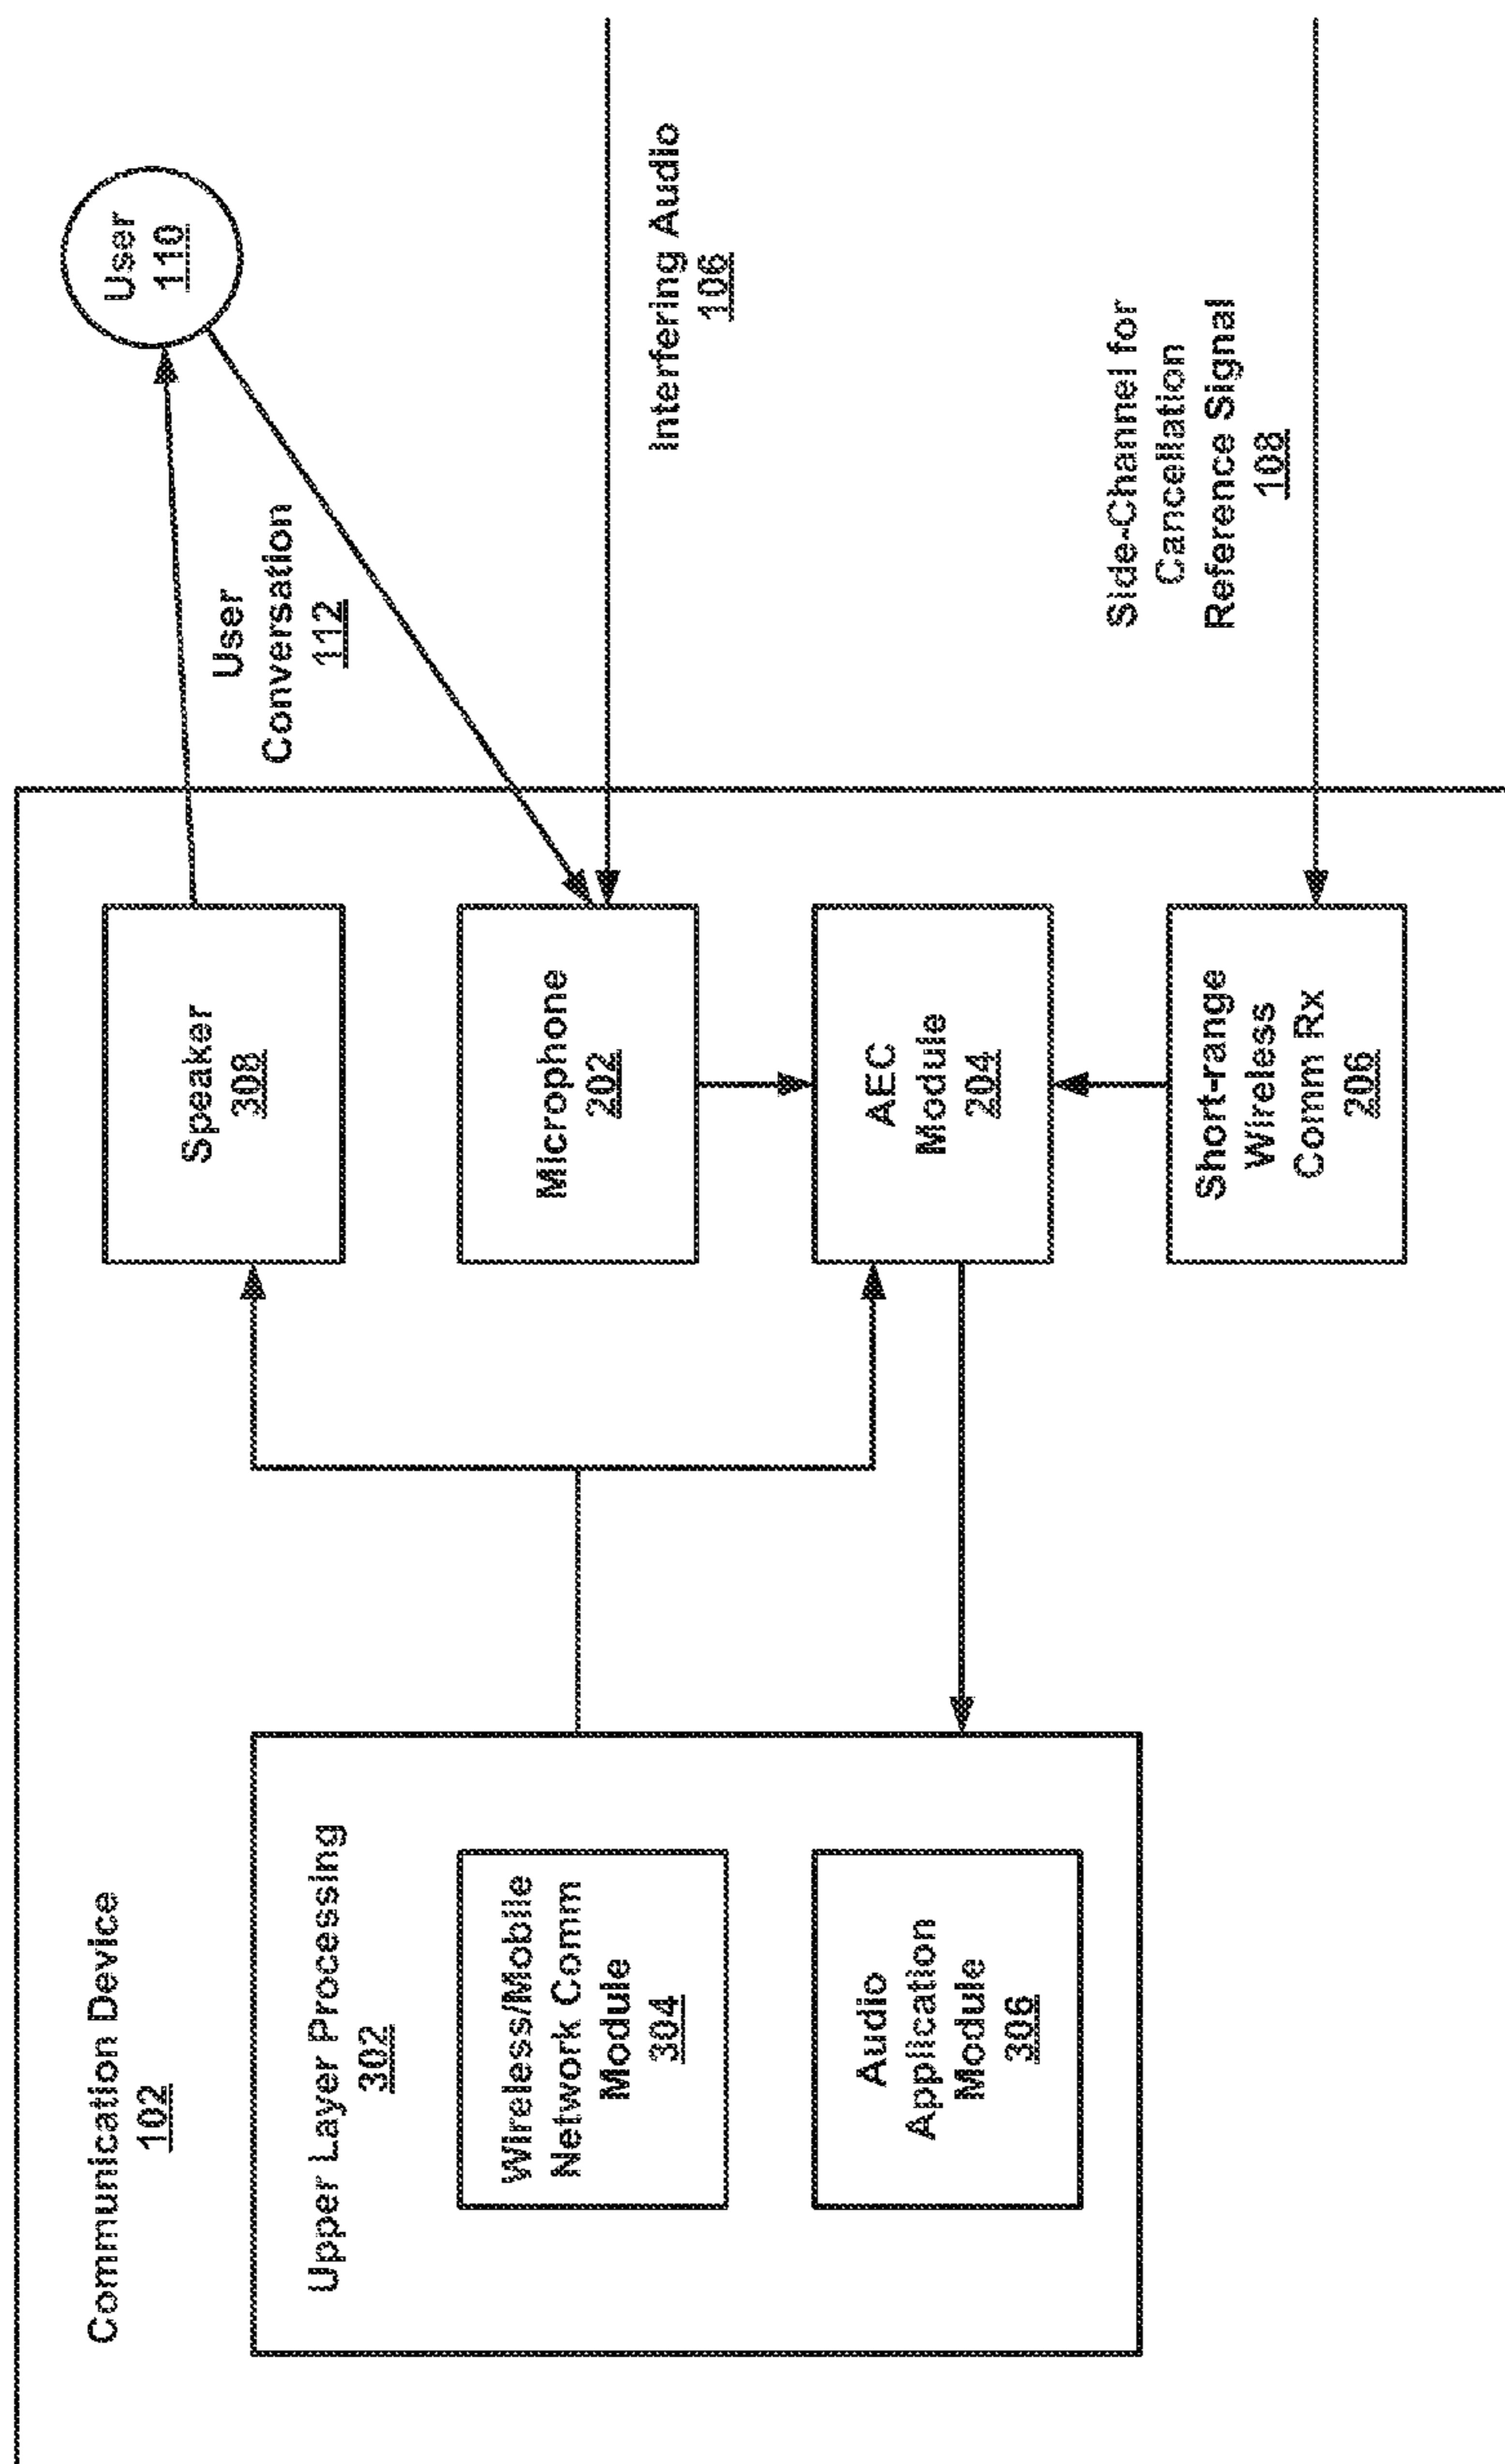 Communication Device
102
Upper Layer Processing
302
Wireless/Mobile
Network Comm
Module
304
Audio
Application
Module
306
Speaker
308
Microphone
202
AEC
Module
204
Short-range
Wireless
Comm Rx
206
User
Conversation
112
User
110
Interfering Audio
106
Side-Channel for
Cancellation
Reference Signal
108